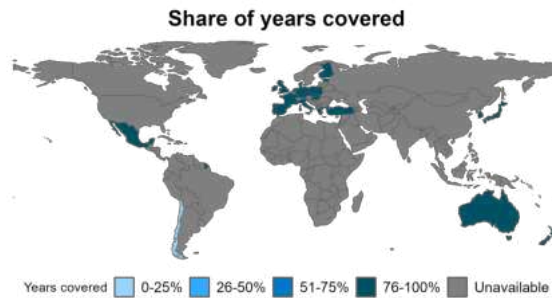 Share of years covered
Years covered 0-25% 26-50% 51-75% 76-100% Unavailable